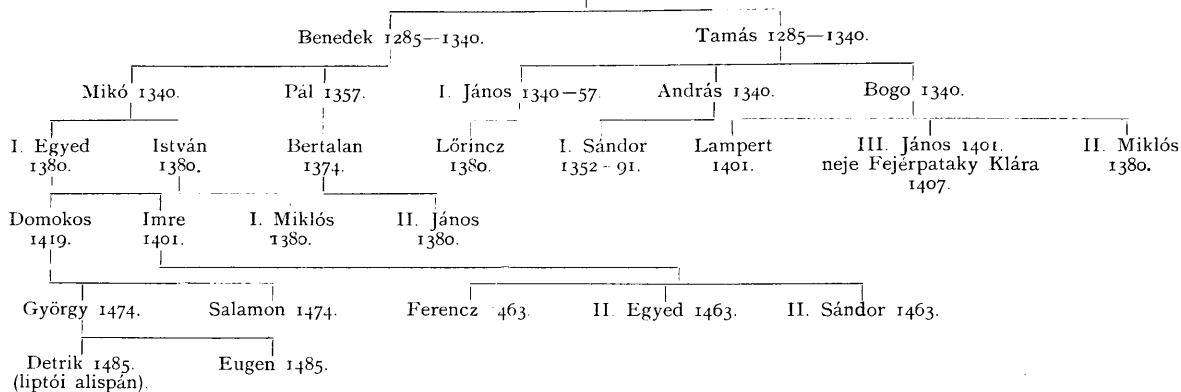 Benedek 1285—1340. Tamás 1285—1340.
Mikó 1340. Pál 1357. I. János 1340—57. András 1340. Bogo 1340.
I. Egyed István Bertalan Lőrincz I. Sándor Lampert III. János 1401. II. Miklós
1380. 1380. 1374. 1380. 1352-91. 1401. neje Fejérpataky Klára 1380.
1407.
Domokos Imre I. Miklós II. János
1419. 1401. 1380. 1380.
György 1474. Salamon 1474. Ferencz 463. II. Egyed 1463. II. Sándor 1463.
Detrik 1485. Eugen 1485.
(liptói alispán).